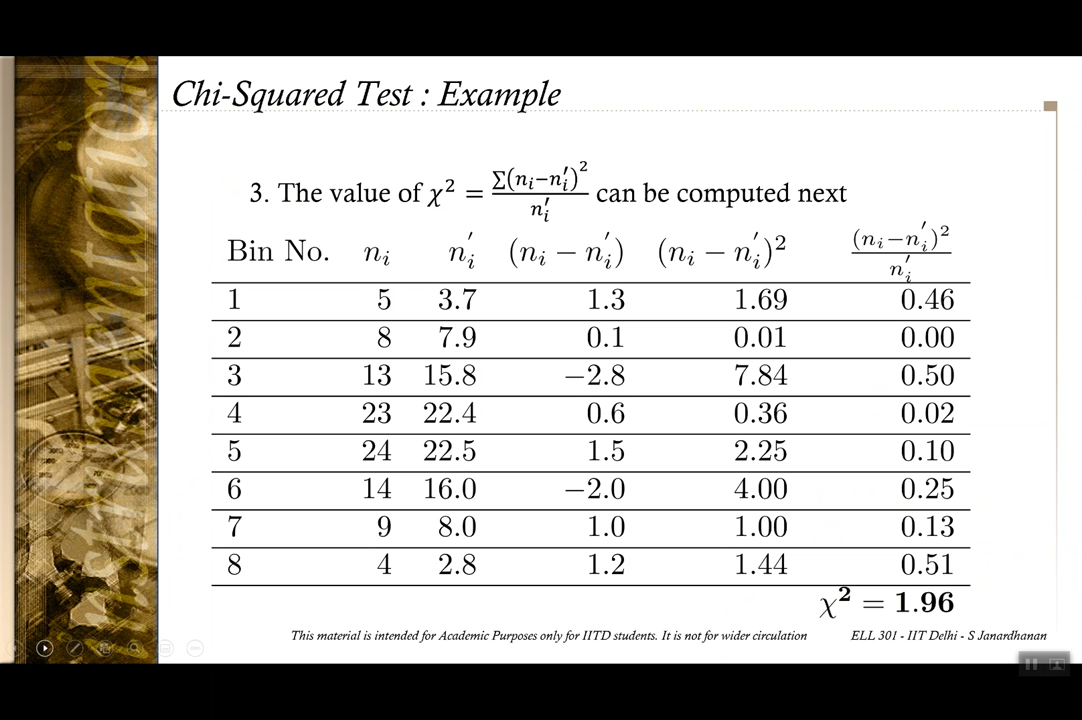 Chi-Squared Test : Example
3. The value of χ² = Σ(nᵢ−nᵢ′)² / nᵢ′ can be computed next
Bin No. nᵢ nᵢ′ (nᵢ − nᵢ′) (nᵢ − nᵢ′)² (nᵢ−nᵢ′)² / nᵢ′
1 5 3.7 1.3 1.69 0.46
2 8 7.9 0.1 0.01 0.00
3 13 15.8 −2.8 7.84 0.50
4 23 22.4 0.6 0.36 0.02
5 24 22.5 1.5 2.25 0.10
6 14 16.0 −2.0 4.00 0.25
7 9 8.0 1.0 1.00 0.13
8 4 2.8 1.2 1.44 0.51
χ² = 1.96
This material is intended for Academic Purposes only for IITD students. It is not for wider circulation
ELL 301 - IIT Delhi - S Janardhanan